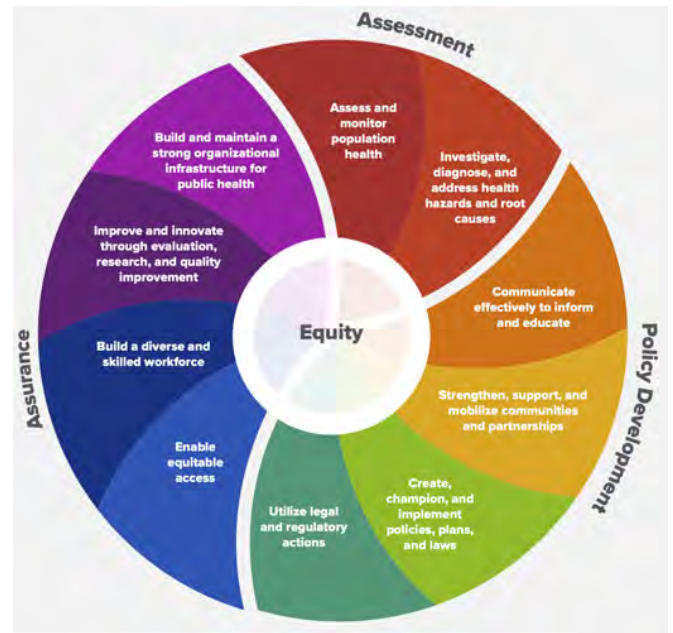 Assessment
Assess and
monitor
population
health
Investigate,
diagnose, and
address health
hazards and root
causes
Policy Development
Communicate
effectively to inform
and educate
Strengthen, support, and
mobilize communities
and partnerships
Create,
champion, and
implement
policies, plans,
and laws
Utilize legal
and regulatory
actions
Assurance
Enable
equitable
access
Build a diverse and
skilled workforce
Improve and innovate
through evaluation,
research, and quality
improvement
Build and maintain a
strong organizational
infrastructure for
public health
Equity